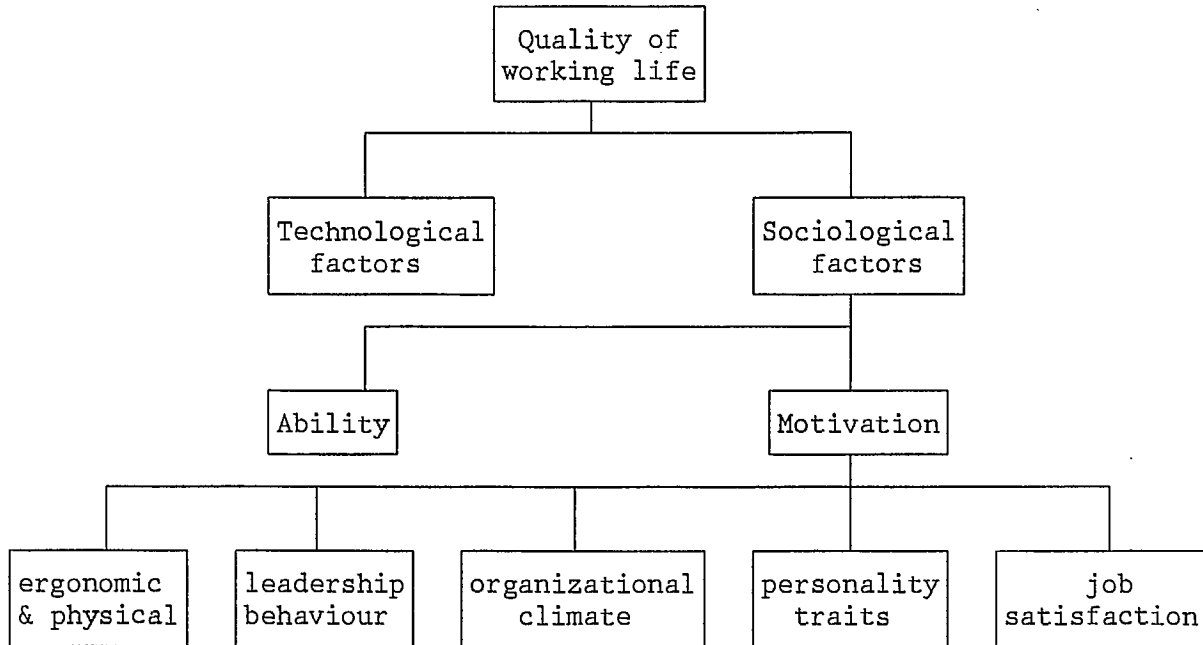 Quality of
working life
Technological
factors
Sociological
factors
Ability
Motivation
ergonomic
& physical
leadership
behaviour
organizational
climate
personality
traits
job
satisfaction